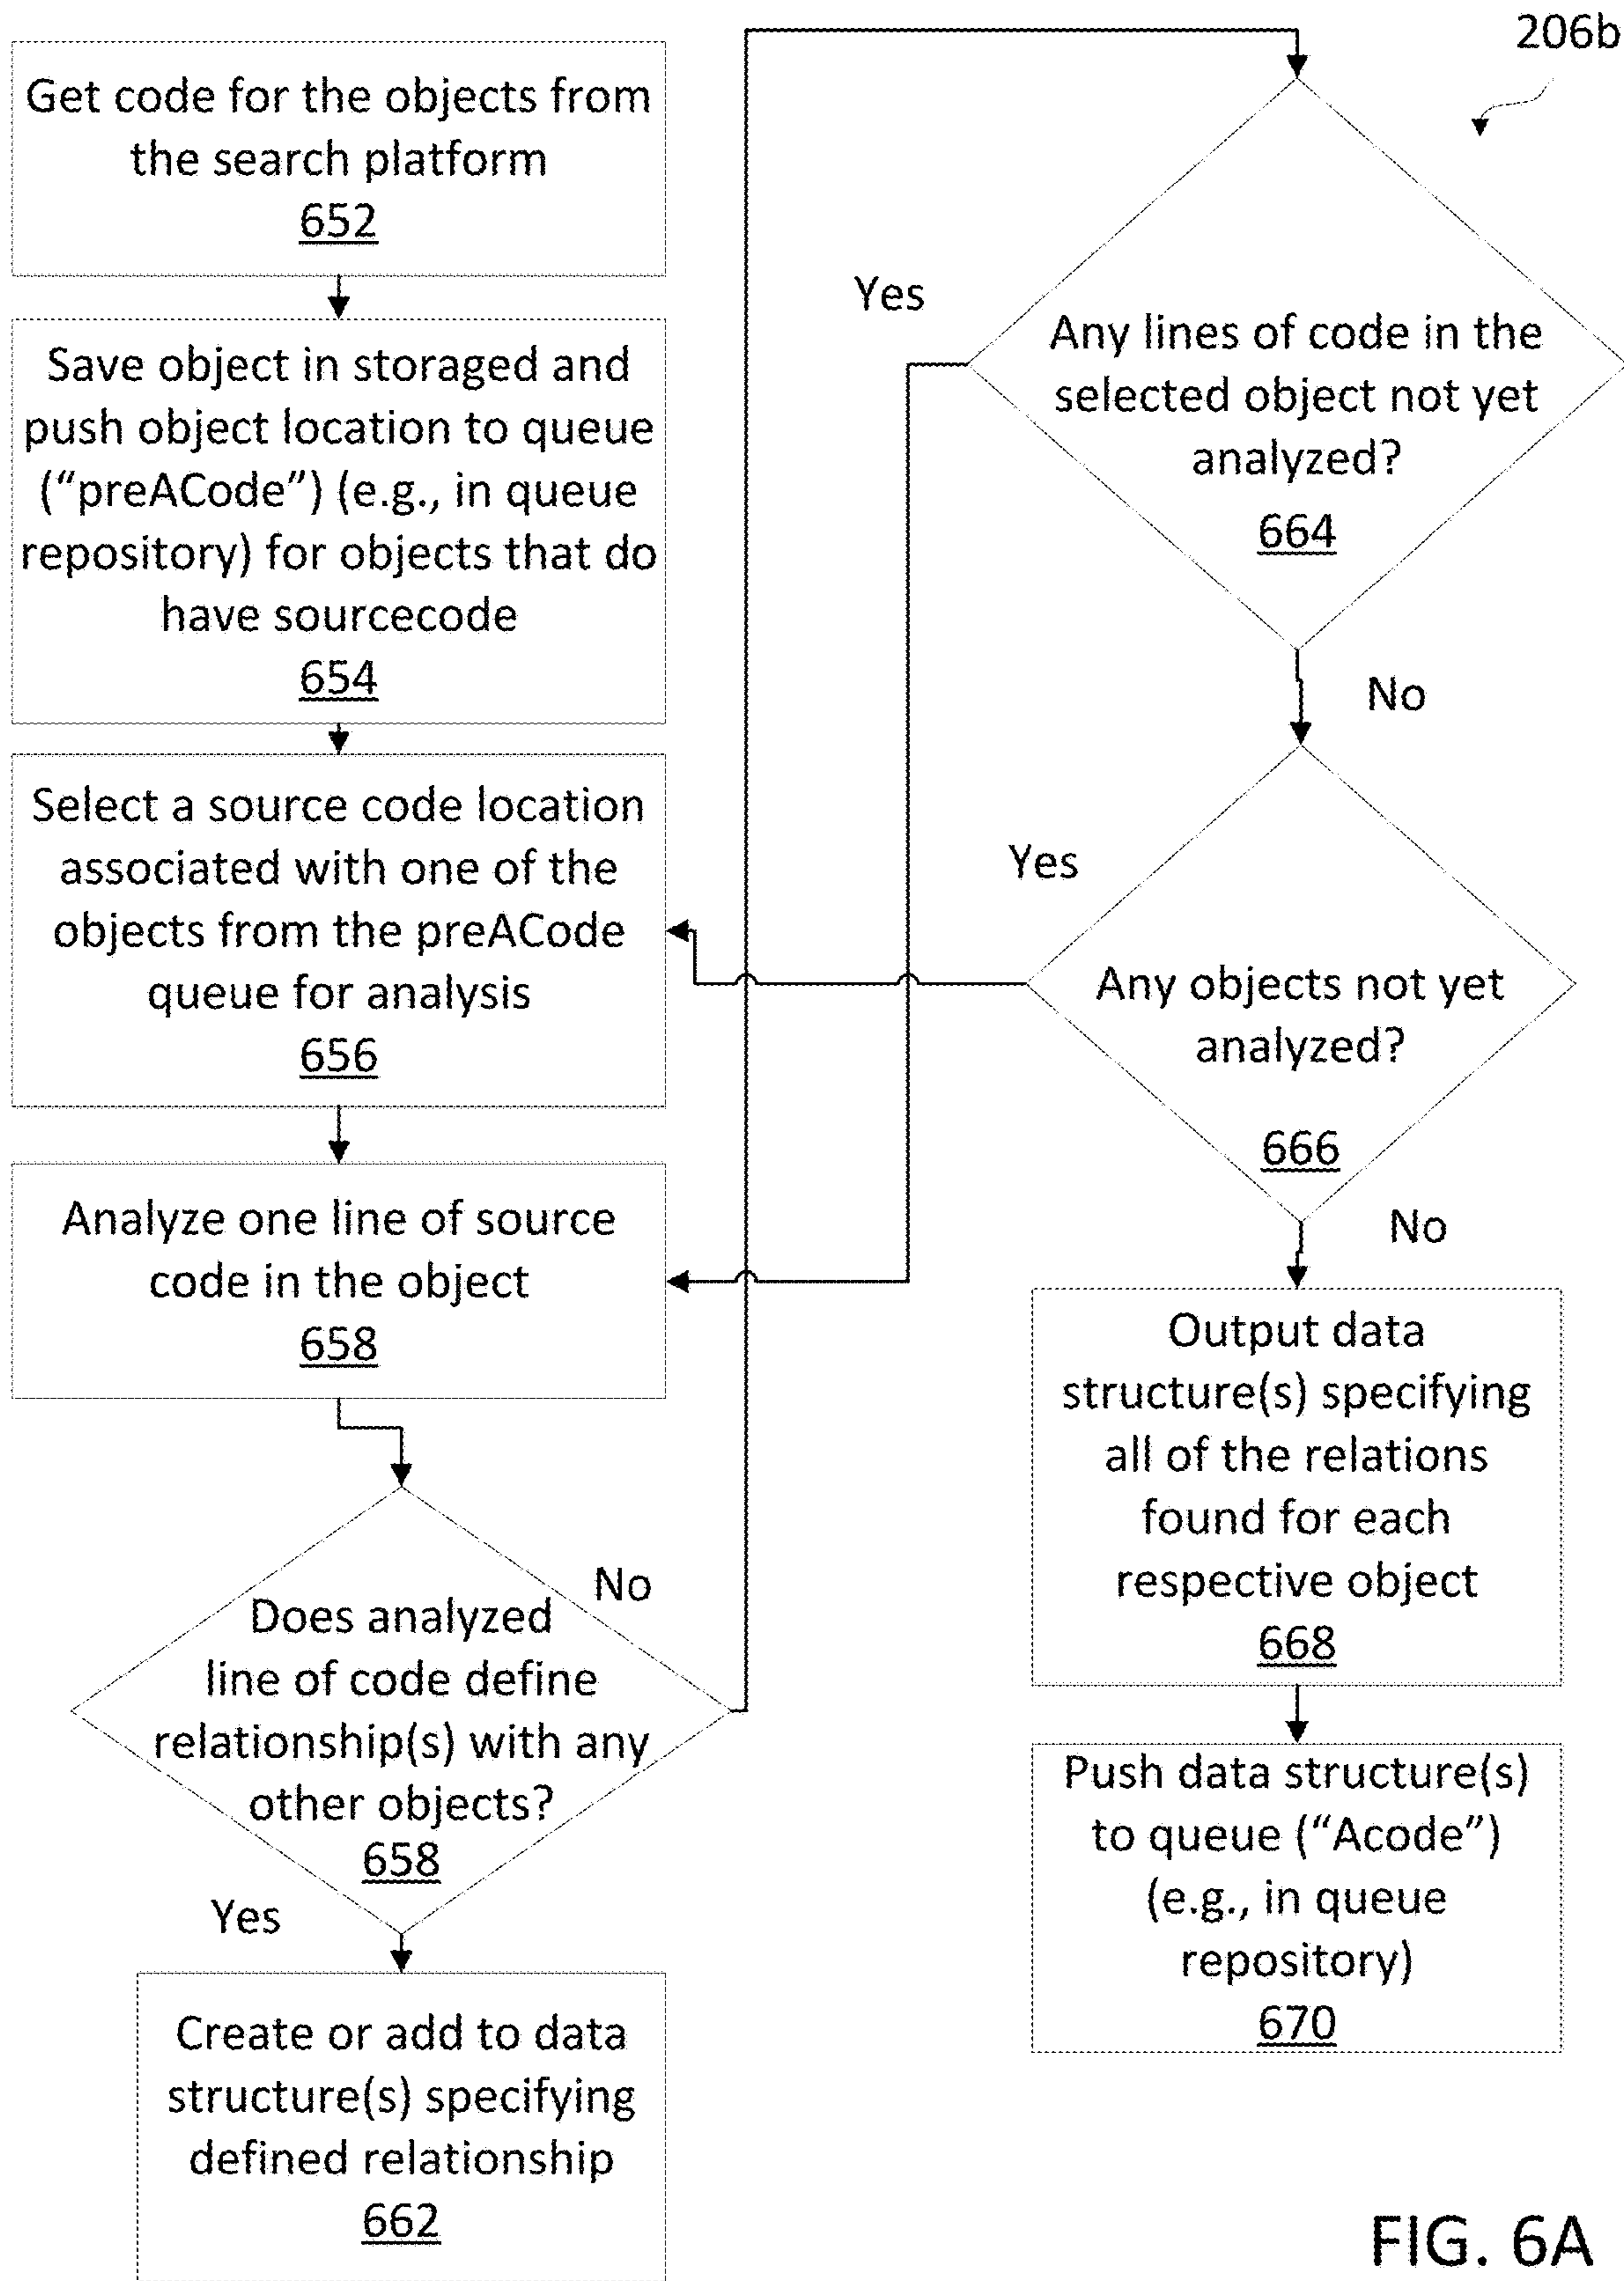 206b
Get code for the objects from
the search platform
652
Save object in storaged and
push object location to queue
(“preACode”) (e.g., in queue
repository) for objects that do
have sourcecode
654
Select a source code location
associated with one of the
objects from the preACode
queue for analysis
656
Analyze one line of source
code in the object
658
No
Does analyzed
line of code define
relationship(s) with any
other objects?
658
Yes
Create or add to data
structure(s) specifying
defined relationship
662
Yes
Any lines of code in the
selected object not yet
analyzed?
664
No
Yes
Any objects not yet
analyzed?
666
No
Output data
structure(s) specifying
all of the relations
found for each
respective object
668
Push data structure(s)
to queue (“Acode”)
(e.g., in queue
repository)
670
FIG. 6A